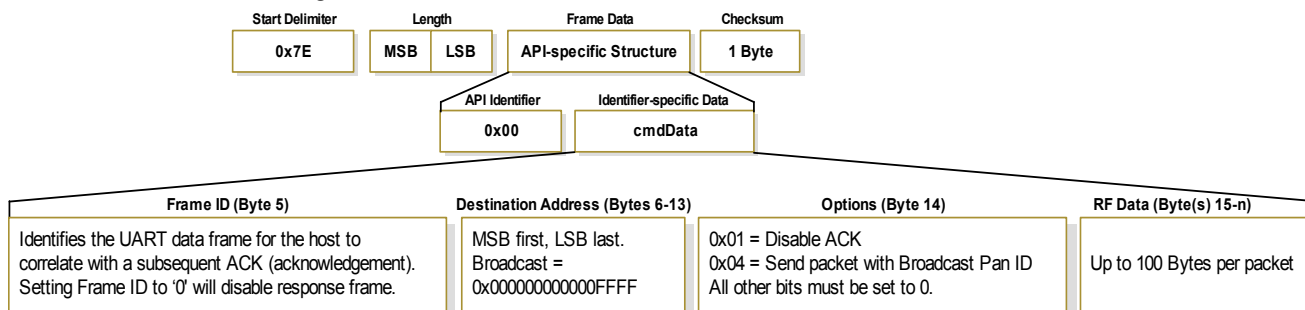 Start Delimiter Length Frame Data Checksum
0x7E MSB LSB API-specific Structure 1 Byte
API Identifier Identifier-specific Data
0x00 cmdData
Frame ID (Byte 5)
Identifies the UART data frame for the host to
correlate with a subsequent ACK (acknowledgement).
Setting Frame ID to ‘0' will disable response frame.
Destination Address (Bytes 6-13)
MSB first, LSB last.
Broadcast =
0x000000000000FFFF
Options (Byte 14)
0x01 = Disable ACK
0x04 = Send packet with Broadcast Pan ID
All other bits must be set to 0.
RF Data (Byte(s) 15-n)
Up to 100 Bytes per packet